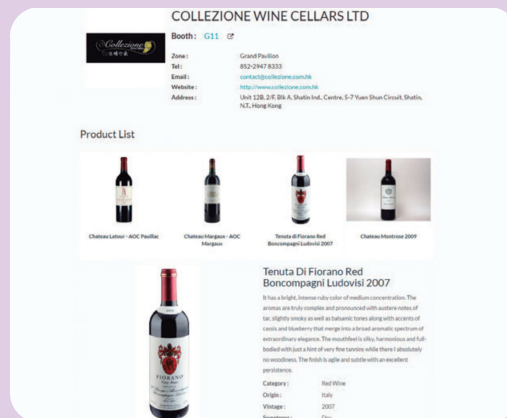 COLLEZIONE WINE CELLARS LTD
Booth : G11
Collezione
Zone : Grand Pavilion
Tel : 852-2947 8333
Email : contact@collezione.com.hk
Website : http://www.collezione.com.hk
Address : Unit 12B, 2/F, Blk A, Shatin Ind., Centre, 5-7 Yuen Shun Circuit, Shatin,
N.T., Hong Kong
Product List
Chateau Latour - AOC Pauillac
Chateau Margaux - AOC
Margaux
Tenuta di Fiorano Red
Boncompagni Ludovisi 2007
Chateau Montrose 2009
Tenuta Di Fiorano Red
Boncompagni Ludovisi 2007
It has a bright, intense ruby color of medium concentration. The
aromas are truly complex and pronounced with austere notes of
tar, slightly smoky as well as balsamic tones along with accents of
cassis and blueberry that merge into a broad aromatic spectrum of
extraordinary elegance. The mouthfeel is silky, harmonious and full-
bodied with just a hint of very fine tannins while there I absolutely
no woodiness. The finish is agile and subtle with an excellent
persistence.
FIORANO
Category : Red Wine
Origin : Italy
Vintage : 2007
Sweetness : Dry